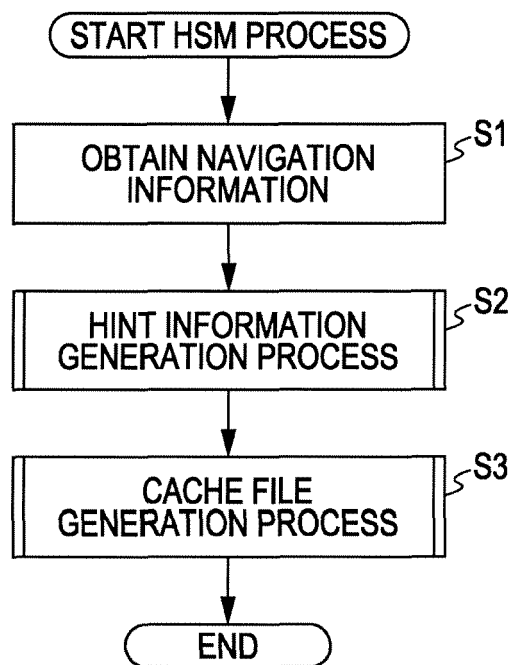 START HSM PROCESS
S1
OBTAIN NAVIGATION
INFORMATION
S2
HINT INFORMATION
GENERATION PROCESS
S3
CACHE FILE
GENERATION PROCESS
END